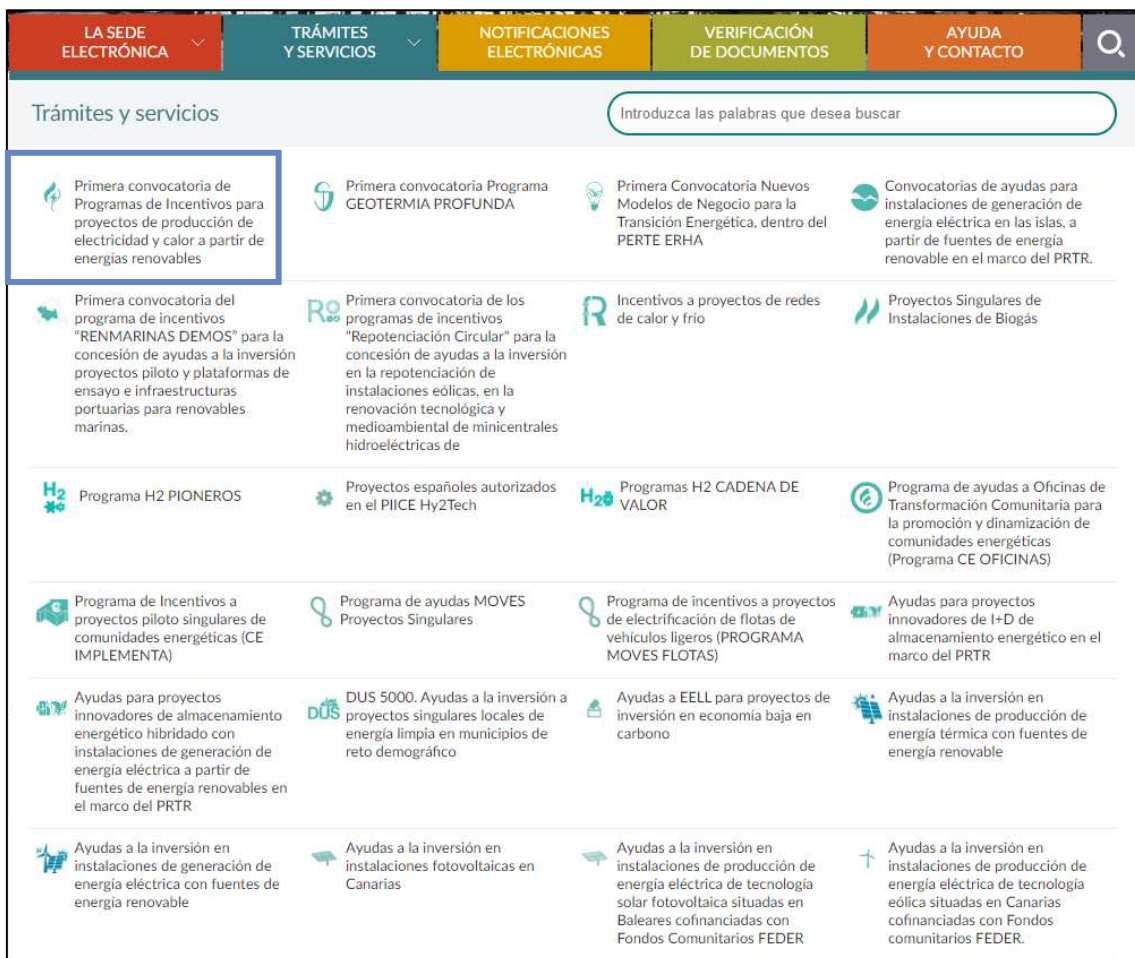 LA SEDE
ELECTRÓNICA
TRÁMITES
Y SERVICIOS
NOTIFICACIONES
ELECTRÓNICAS
VERIFICACIÓN
DE DOCUMENTOS
AYUDA
Y CONTACTO
Trámites y servicios
Introduzca las palabras que desea buscar
Primera convocatoria de
Programas de Incentivos para
proyectos de producción de
electricidad y calor a partir de
energías renovables
Primera convocatoria Programa
GEOTERMIA PROFUNDA
Primera Convocatoria Nuevos
Modelos de Negocio para la
Transición Energética, dentro del
PERTE ERHA
Convocatorias de ayudas para
instalaciones de generación de
energía eléctrica en las islas, a
partir de fuentes de energía
renovable en el marco del PRTR.
Primera convocatoria del
programa de incentivos
"RENMARINAS DEMOS" para la
concesión de ayudas a la inversión
proyectos piloto y plataformas de
ensayo e infraestructuras
portuarias para renovables
marinas.
Primera convocatoria de los
programas de incentivos
"Repotenciación Circular" para la
concesión de ayudas a la inversión
en la repotenciación de
instalaciones eólicas, en la
renovación tecnológica y
medioambiental de minicentrales
hidroeléctricas de
Incentivos a proyectos de redes
de calor y frío
Proyectos Singulares de
Instalaciones de Biogás
H2
Programa H2 PIONEROS
Proyectos españoles autorizados
en el PIICE Hy2Tech
H2
Programas H2 CADENA DE
VALOR
Programa de ayudas a Oficinas de
Transformación Comunitaria para
la promoción y dinamización de
comunidades energéticas
(Programa CE OFICINAS)
Programa de Incentivos a
proyectos piloto singulares de
comunidades energéticas (CE
IMPLEMENTA)
Programa de ayudas MOVES
Proyectos Singulares
Programa de incentivos a proyectos
de electrificación de flotas de
vehículos ligeros (PROGRAMA
MOVES FLOTAS)
Ayudas para proyectos
innovadores de I+D de
almacenamiento energético en el
marco del PRTR
Ayudas para proyectos
innovadores de almacenamiento
energético hibridado con
instalaciones de generación de
energía eléctrica a partir de
fuentes de energía renovables en
el marco del PRTR
DUS
DUS 5000. Ayudas a la inversión a
proyectos singulares locales de
energía limpia en municipios de
reto demográfico
Ayudas a EELL para proyectos de
inversión en economía baja en
carbono
Ayudas a la inversión en
instalaciones de producción de
energía térmica con fuentes de
energía renovable
Ayudas a la inversión en
instalaciones de generación de
energía eléctrica con fuentes de
energía renovable
Ayudas a la inversión en
instalaciones fotovoltaicas en
Canarias
Ayudas a la inversión en
instalaciones de producción de
energía eléctrica de tecnología
solar fotovoltaica situadas en
Baleares cofinanciadas con
Fondos Comunitarios FEDER
Ayudas a la inversión en
instalaciones de producción de
energía eléctrica de tecnología
eólica situadas en Canarias
cofinanciadas con Fondos
comunitarios FEDER.